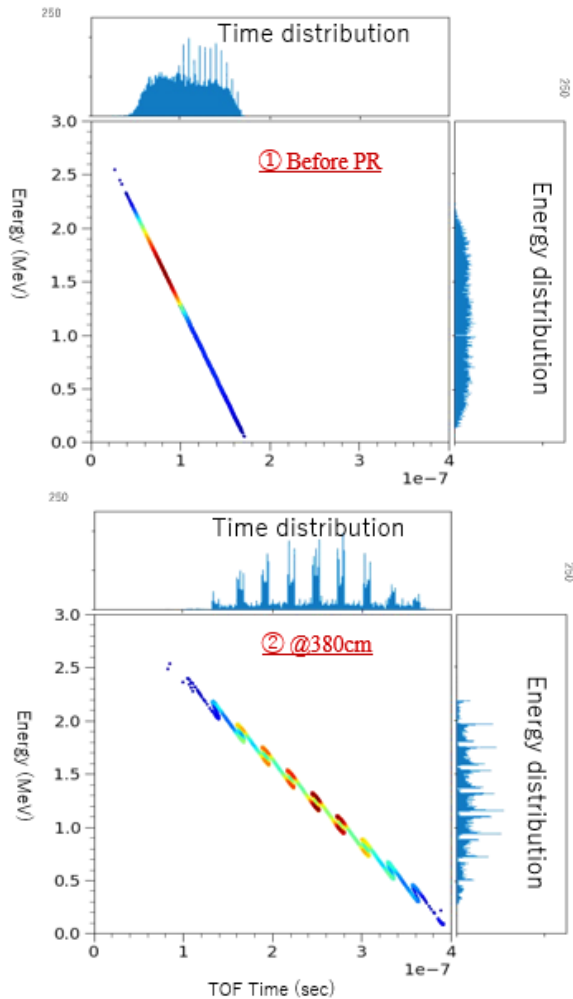 250
Time distribution
250
3.0
① Before PR
2.5
2.0
Energy (MeV)
1.5
Energy distribution
1.0
0.5
0.0
0 1 2 3 4
1e-7
250
Time distribution
250
3.0
② @380cm
2.5
2.0
Energy (MeV)
1.5
Energy distribution
1.0
0.5
0.0
0 1 2 3 4
1e-7
TOF Time (sec)